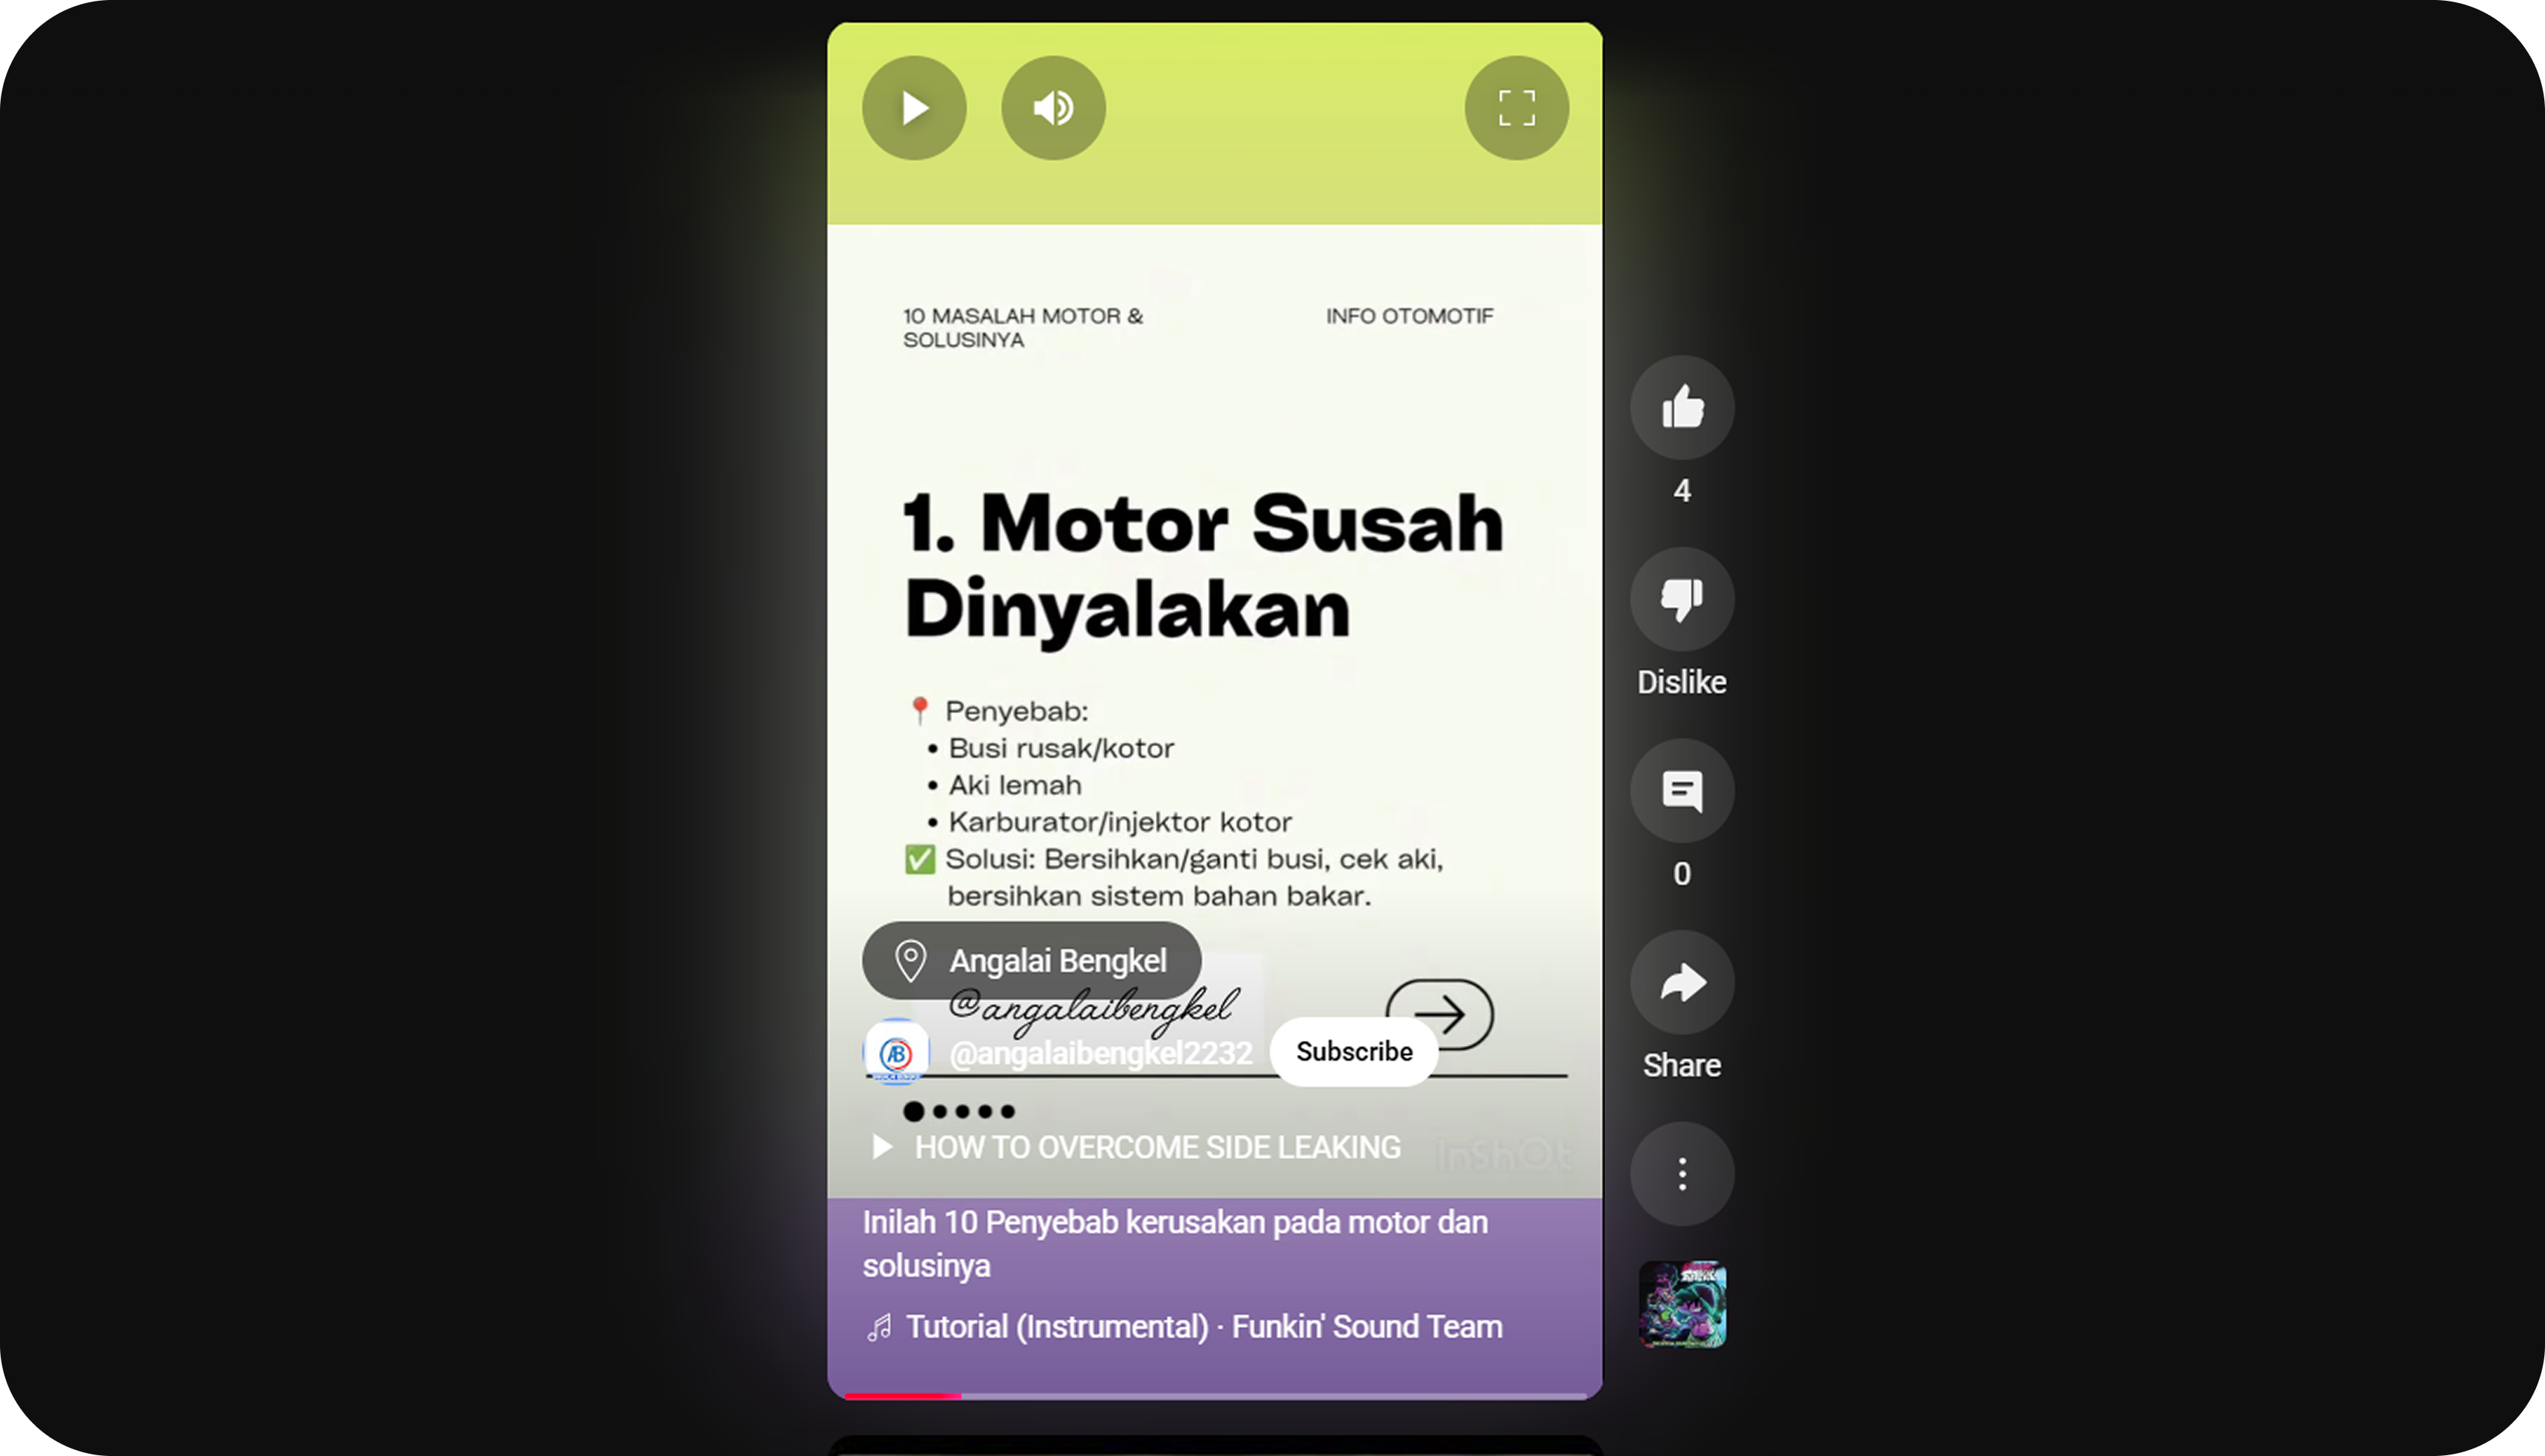 10 MASALAH MOTOR &
SOLUSINYA
INFO OTOMOTIF
1. Motor Susah
Dinyalakan
📍 Penyebab:
• Busi rusak/kotor
• Aki lemah
• Karburator/injektor kotor
✅ Solusi: Bersihkan/ganti busi, cek aki,
bersihkan sistem bahan bakar.
Angalai Bengkel
@angalaibengkel
@angalaibengkel2232
Subscribe
HOW TO OVERCOME SIDE LEAKING
InShOt
Inilah 10 Penyebab kerusakan pada motor dan
solusinya
Tutorial (Instrumental) · Funkin' Sound Team
4
Dislike
0
Share